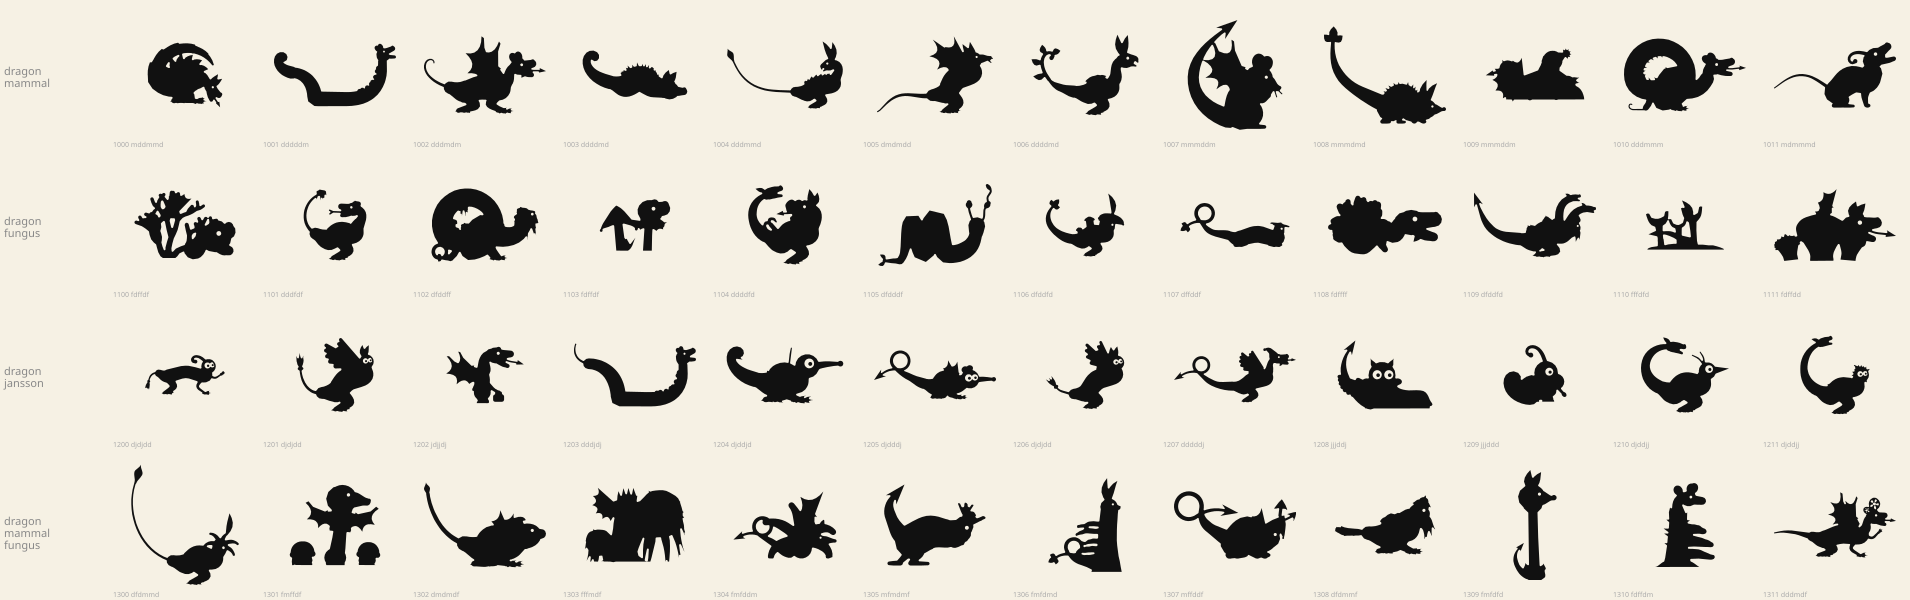 dragon
mammal
1000 mddmmd
1001 dddddm
1002 dmddmdm
1003 ddddmd
1004 dddmmd
1005 dmdmdd
1006 ddddmd
1007 mmmddm
1008 mmmdmd
1009 mmmddm
1010 dddmmm
1011 mdmmmd
dragon
fungus
1100 fdffdf
1101 dddfdf
1102 dfddff
1103 fdffdf
1104 ddddfd
1105 dfdddf
1106 dfddfd
1107 dffddf
1108 fdffff
1109 dfddfd
1110 fffdfd
1111 fdffdd
dragon
jansson
1200 djdjdd
1201 djdjdd
1202 jdjjdj
1203 dddjdj
1204 djddjd
1205 djdddj
1206 djdjdd
1207 dddddj
1208 jjjddj
1209 jjjddd
1210 djddjj
1211 djddjj
dragon
mammal
fungus
1300 dfdmmd
1301 fmffdf
1302 dmdmdf
1303 fffmdf
1304 fmfddm
1305 mfmdmf
1306 fmfdmd
1307 mffddf
1308 dfdmmf
1309 fmfdfd
1310 fdffdm
1311 dddmdf